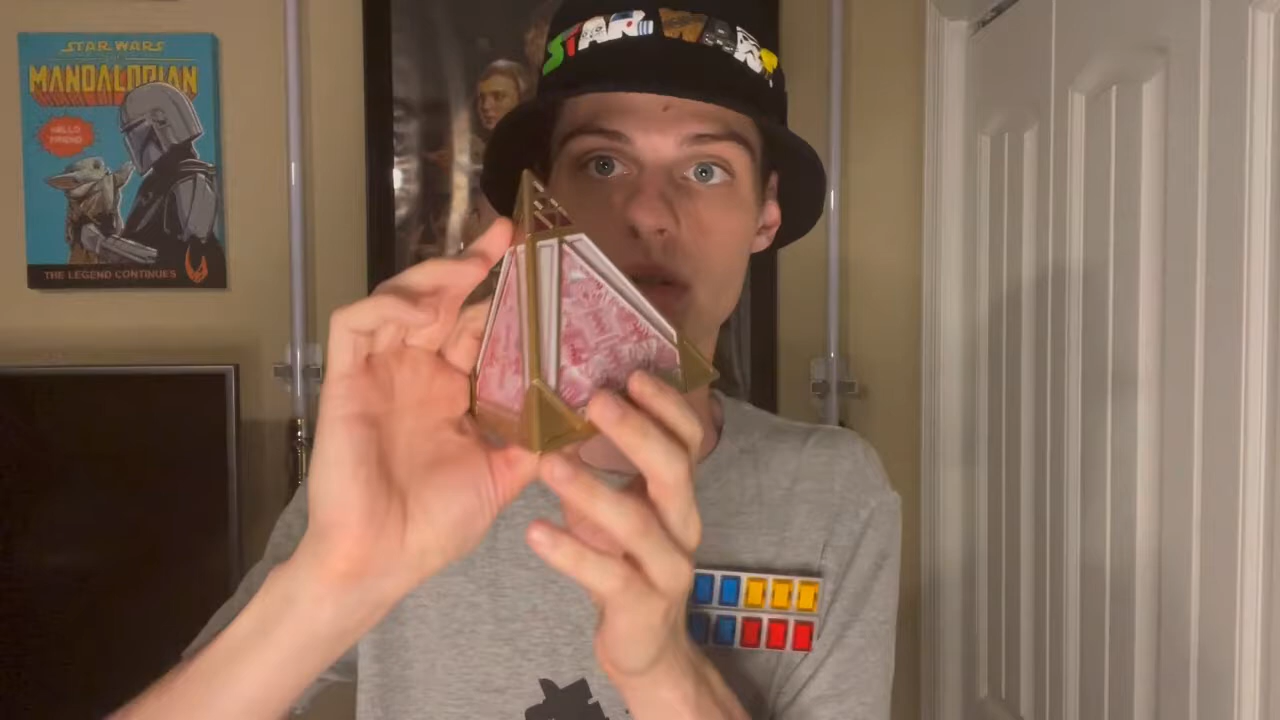 STAR WARS
MANDALORIAN
HELLO
FRIEND
THE LEGEND CONTINUES
STAR WARS